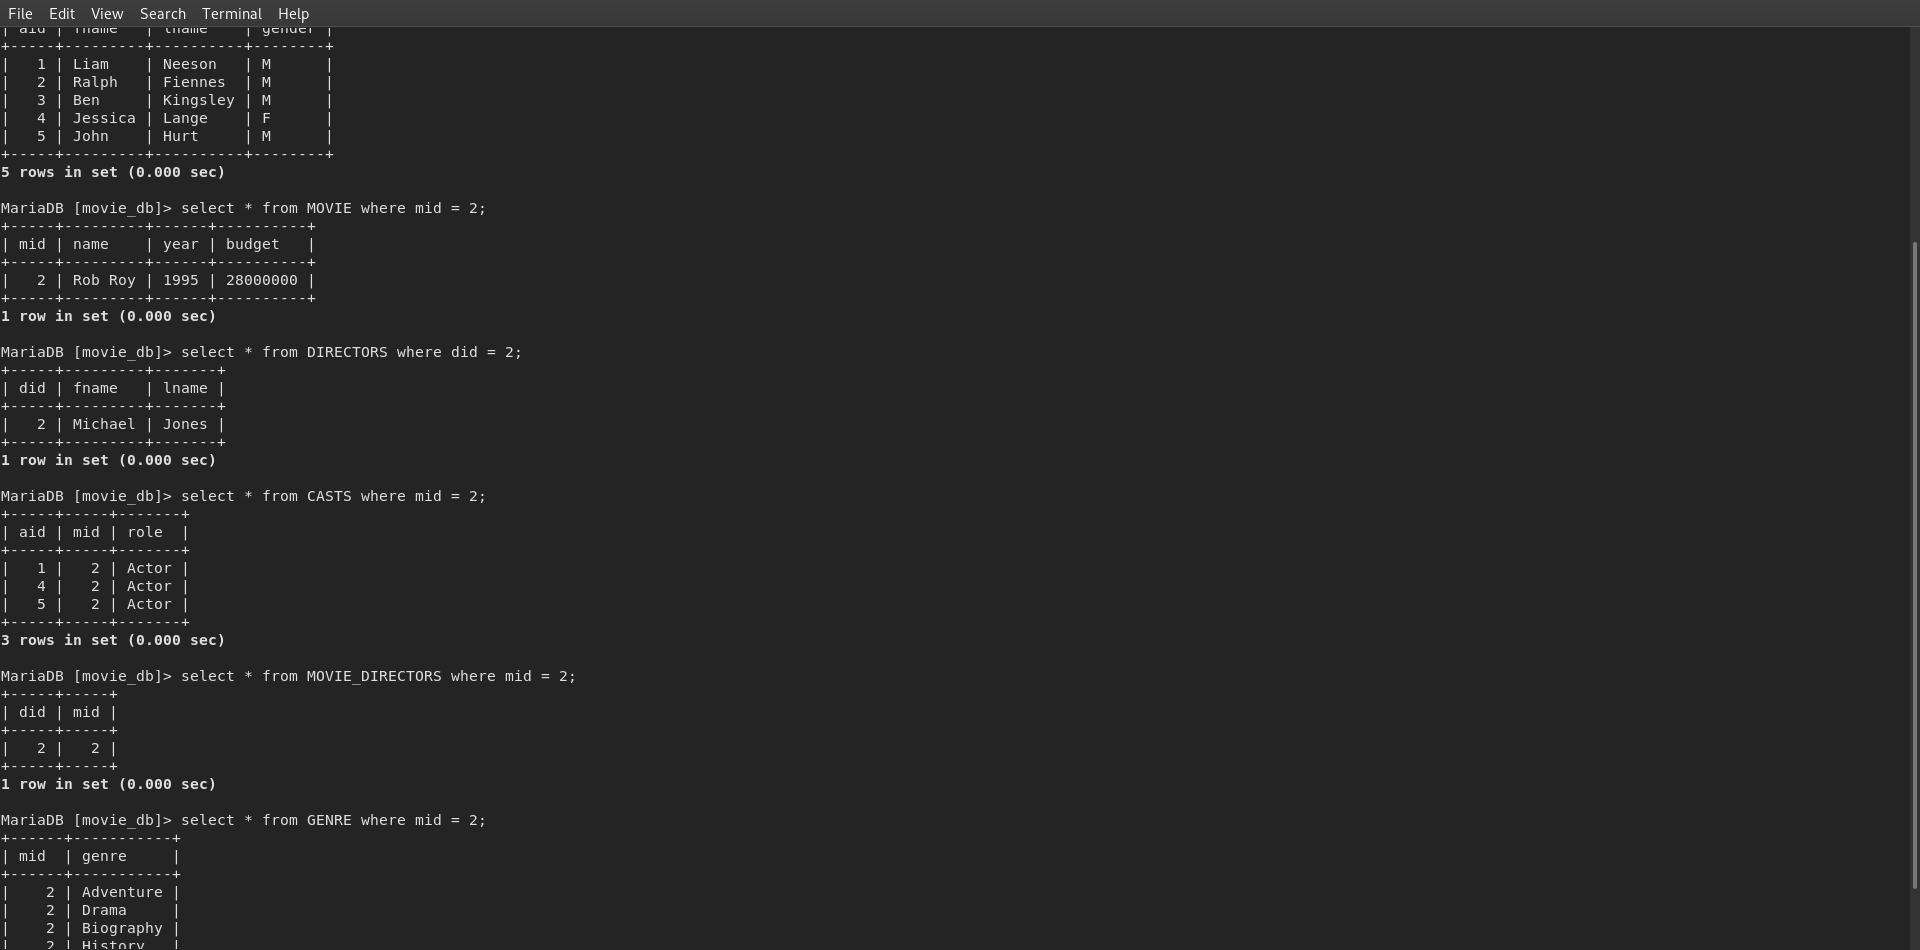 File Edit View Search Terminal Help
| aid | fname   | lname    | gender |
+-----+---------+----------+--------+
|   1 | Liam    | Neeson   | M      |
|   2 | Ralph   | Fiennes  | M      |
|   3 | Ben     | Kingsley | M      |
|   4 | Jessica | Lange    | F      |
|   5 | John    | Hurt     | M      |
+-----+---------+----------+--------+
5 rows in set (0.000 sec)

MariaDB [movie_db]> select * from MOVIE where mid = 2;
+-----+---------+------+----------+
| mid | name    | year | budget   |
+-----+---------+------+----------+
|   2 | Rob Roy | 1995 | 28000000 |
+-----+---------+------+----------+
1 row in set (0.000 sec)

MariaDB [movie_db]> select * from DIRECTORS where did = 2;
+-----+---------+-------+
| did | fname   | lname |
+-----+---------+-------+
|   2 | Michael | Jones |
+-----+---------+-------+
1 row in set (0.000 sec)

MariaDB [movie_db]> select * from CASTS where mid = 2;
+-----+-----+-------+
| aid | mid | role  |
+-----+-----+-------+
|   1 |   2 | Actor |
|   4 |   2 | Actor |
|   5 |   2 | Actor |
+-----+-----+-------+
3 rows in set (0.000 sec)

MariaDB [movie_db]> select * from MOVIE_DIRECTORS where mid = 2;
+-----+-----+
| did | mid |
+-----+-----+
|   2 |   2 |
+-----+-----+
1 row in set (0.000 sec)

MariaDB [movie_db]> select * from GENRE where mid = 2;
+------+-----------+
| mid  | genre     |
+------+-----------+
|    2 | Adventure |
|    2 | Drama     |
|    2 | Biography |
|    2 | History   |